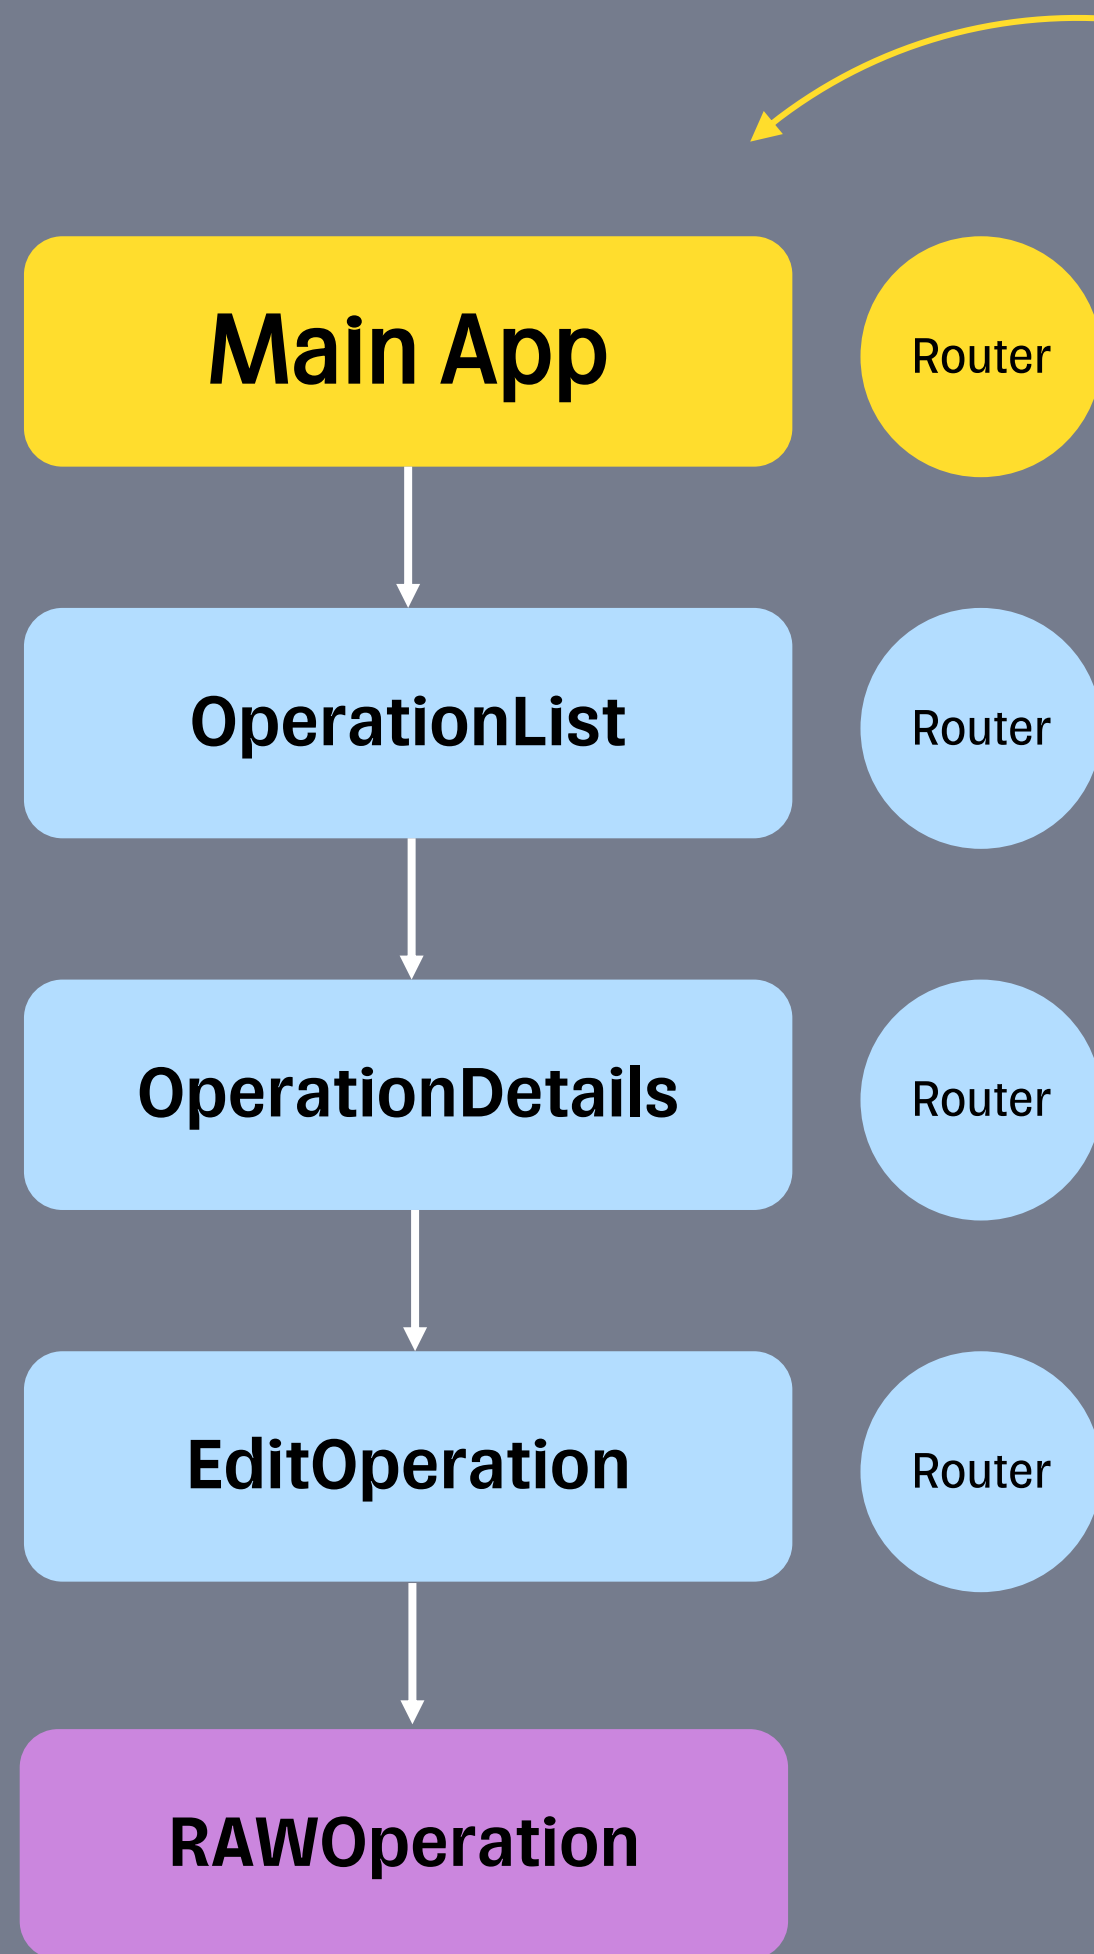 Main App
Router
OperationList
Router
OperationDetails
Router
EditOperation
Router
RAWOperation